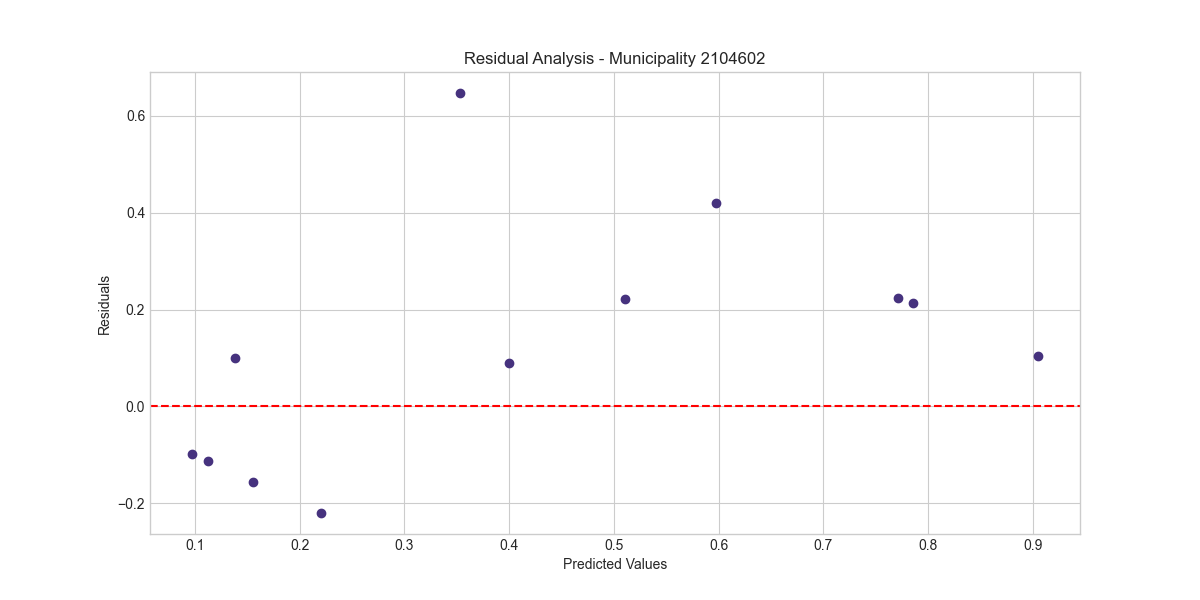 Residual Analysis - Municipality 2104602
0.6
0.4
0.2
0.0
−0.2
Residuals
0.1 0.2 0.3 0.4 0.5 0.6 0.7 0.8 0.9
Predicted Values